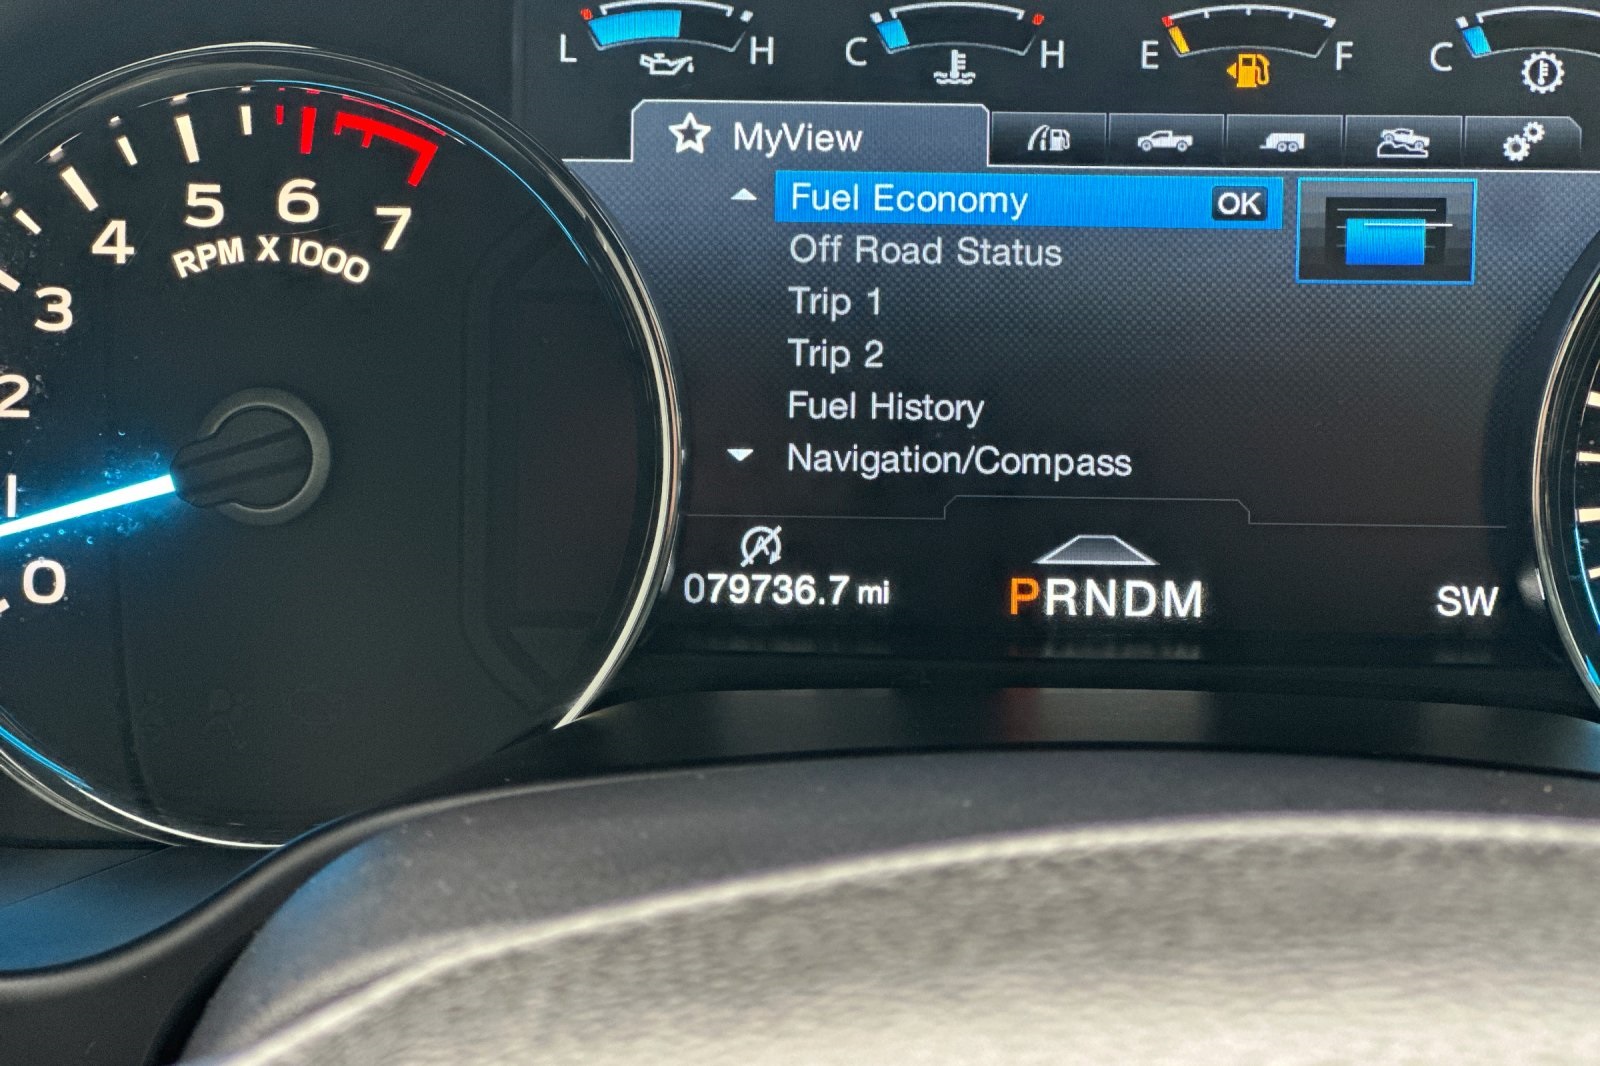 L H C H E F C
MyView
Fuel Economy OK
Off Road Status
Trip 1
Trip 2
Fuel History
Navigation/Compass
079736.7 mi
PRNDM
SW
0 1 2 3 4 5 6 7
RPM X 1000